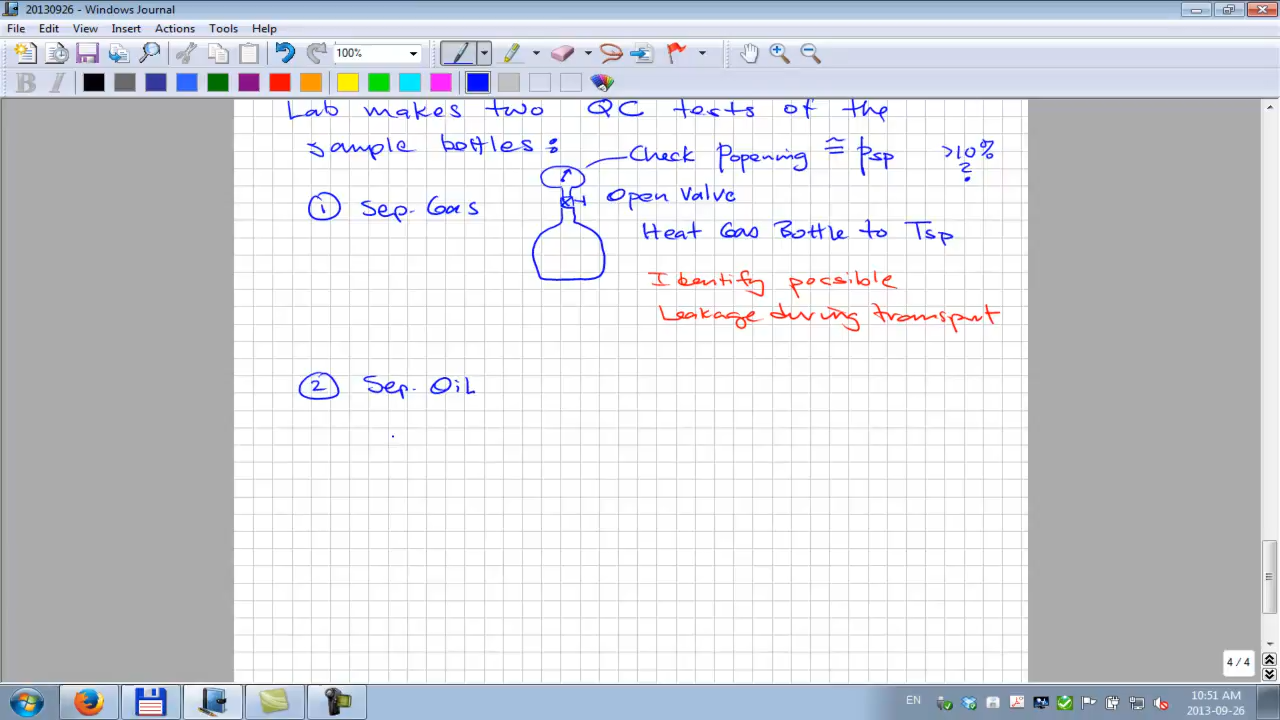 20130926 - Windows Journal
File Edit View Insert Actions Tools Help
100%
B I
Lab makes two QC tests of the
sample bottles:
Check Popening ≅ psp >10%
?
① Sep. Gas
Open Valve
Heat Gas Bottle to Tsp
Identify possible
Leakage during transport
② Sep. OiL
4 / 4
EN
10:51 AM
2013-09-26